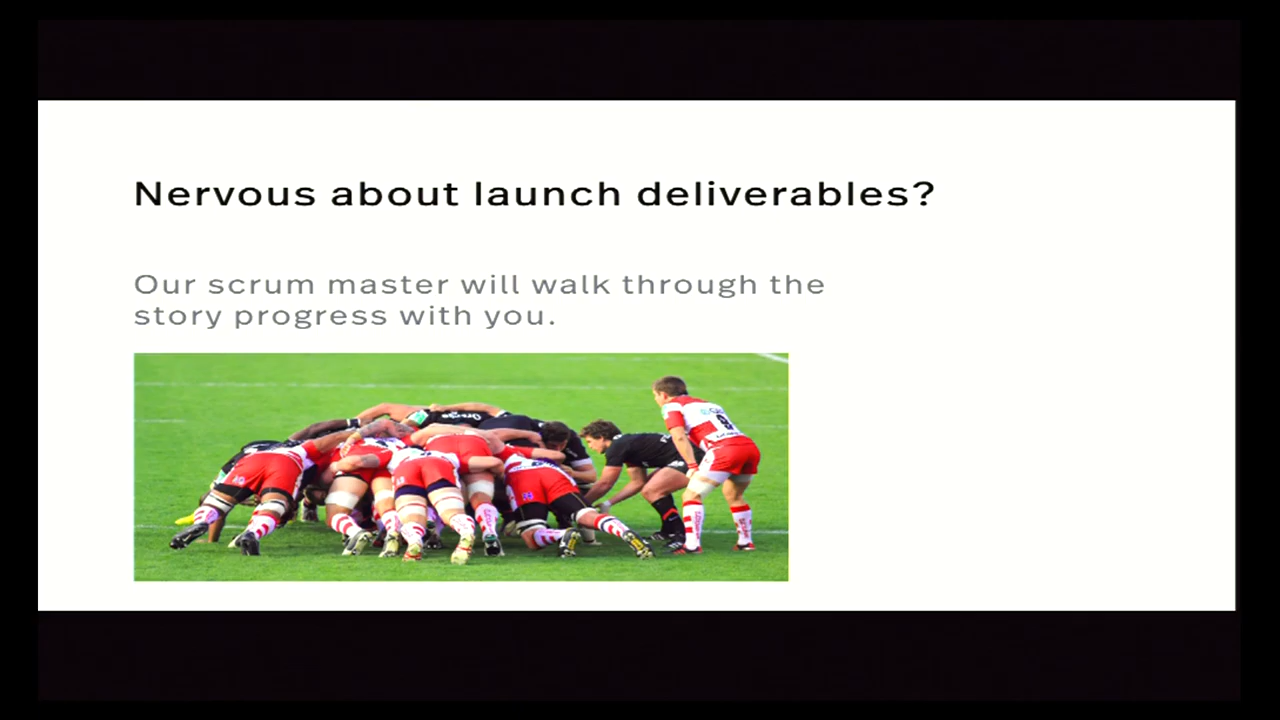 Nervous about launch deliverables?
Our scrum master will walk through the
story progress with you.